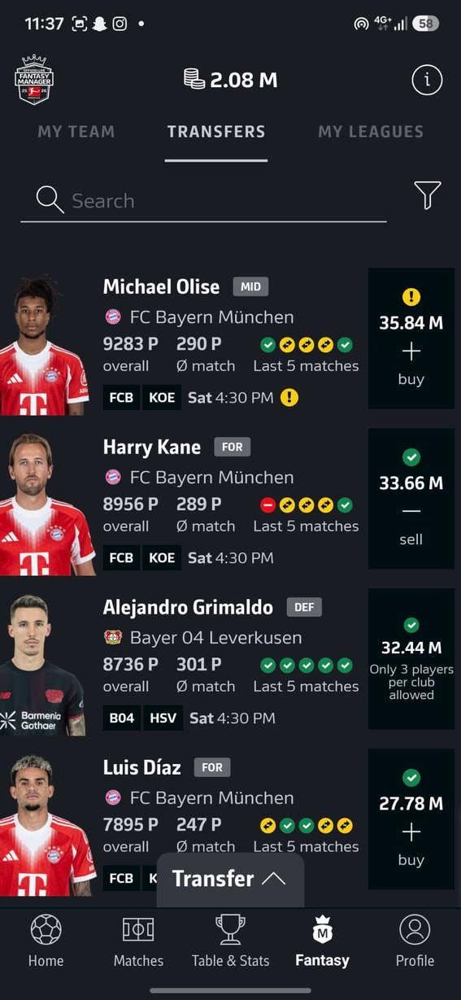 11:37
4G+
58
OFFIZIELLER
FANTASY
MANAGER
25 26
2.08 M
i
MY TEAM TRANSFERS MY LEAGUES
Search
Michael Olise MID
FC Bayern München
9283 P 290 P
overall Ø match Last 5 matches
FCB KOE Sat 4:30 PM !
!
35.84 M
+
buy
T
Harry Kane FOR
FC Bayern München
8956 P 289 P
overall Ø match Last 5 matches
FCB KOE Sat 4:30 PM
33.66 M
—
sell
T
Alejandro Grimaldo DEF
Bayer 04 Leverkusen
8736 P 301 P
overall Ø match Last 5 matches
B04 HSV Sat 4:30 PM
32.44 M
Only 3 players
per club
allowed
Barmenia
Gothaer
Luis Díaz FOR
FC Bayern München
7895 P 247 P
overall Ø match Last 5 matches
FCB K
27.78 M
+
buy
T
Transfer
M
Home Matches Table & Stats Fantasy Profile